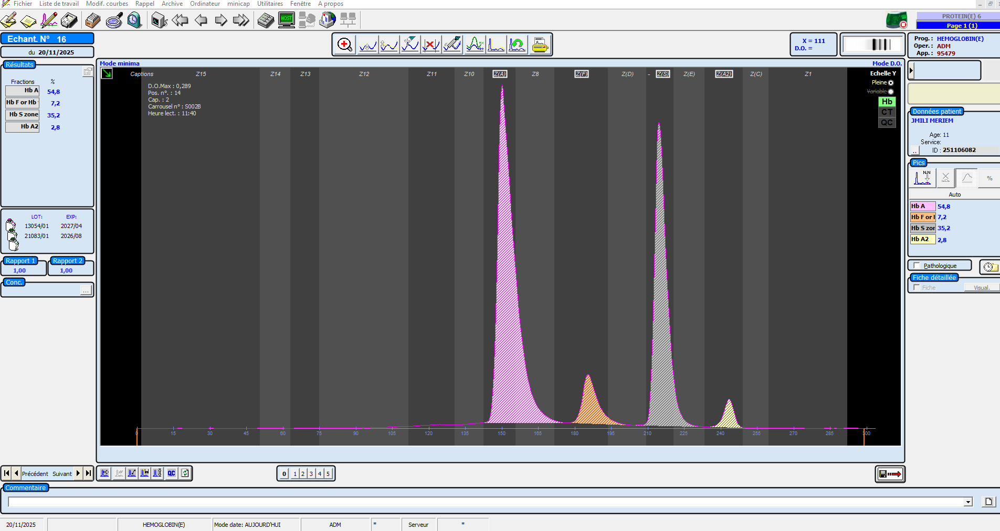 Fichier Liste de travail Modif. courbes Rappel Archive Ordinateur minicap Utilitaires Fenêtre A propos
HOST
PROTEIN(E) 6
Page 1 (1)
Echant. N° 16
du 20/11/2025
X = 111
D.O. =
Prog. : HEMOGLOBIN(E)
Oper. : ADM
App. : 95479
Résultats
Fractions %
Hb A 54,8
Hb F or Hb 7,2
Hb S zone 35,2
Hb A2 2,8
LOT: EXP:
13054/01 2027/04
21083/01 2026/08
Rapport 1 Rapport 2
1,00 1,00
Conc.
...
Mode minima Mode D.O.
Captions Z15 Z14 Z13 Z12 Z11 Z10 Z(A) Z8 Z(F) Z(D) - Z(S) Z(E) Z(A2) Z(C) Z1
D.O.Max : 0,289
Pos. n°. : 14
Cap. : 2
Carrousel n° : S002B
Heure lect. : 11:40
Echelle Y
Pleine
Variable
Hb
CT
QC
0 15 30 45 60 75 90 105 120 135 150 165 180 195 210 225 240 255 270 285 300
Données patient
JMILI MERIEM
Age: 11
Service:
.. ID : 251106082
Pics
N.N %
Auto
Hb A 54,8
Hb F or I 7,2
Hb S zor 35,2
Hb A2 2,8
Pathologique
Fiche détaillée
Fiche Visual.
Précédent Suivant
QC
0 1 2 3 4 5
Commentaire
20/11/2025 HEMOGLOBIN(E) Mode date: AUJOURD'HUI ADM * Serveur *